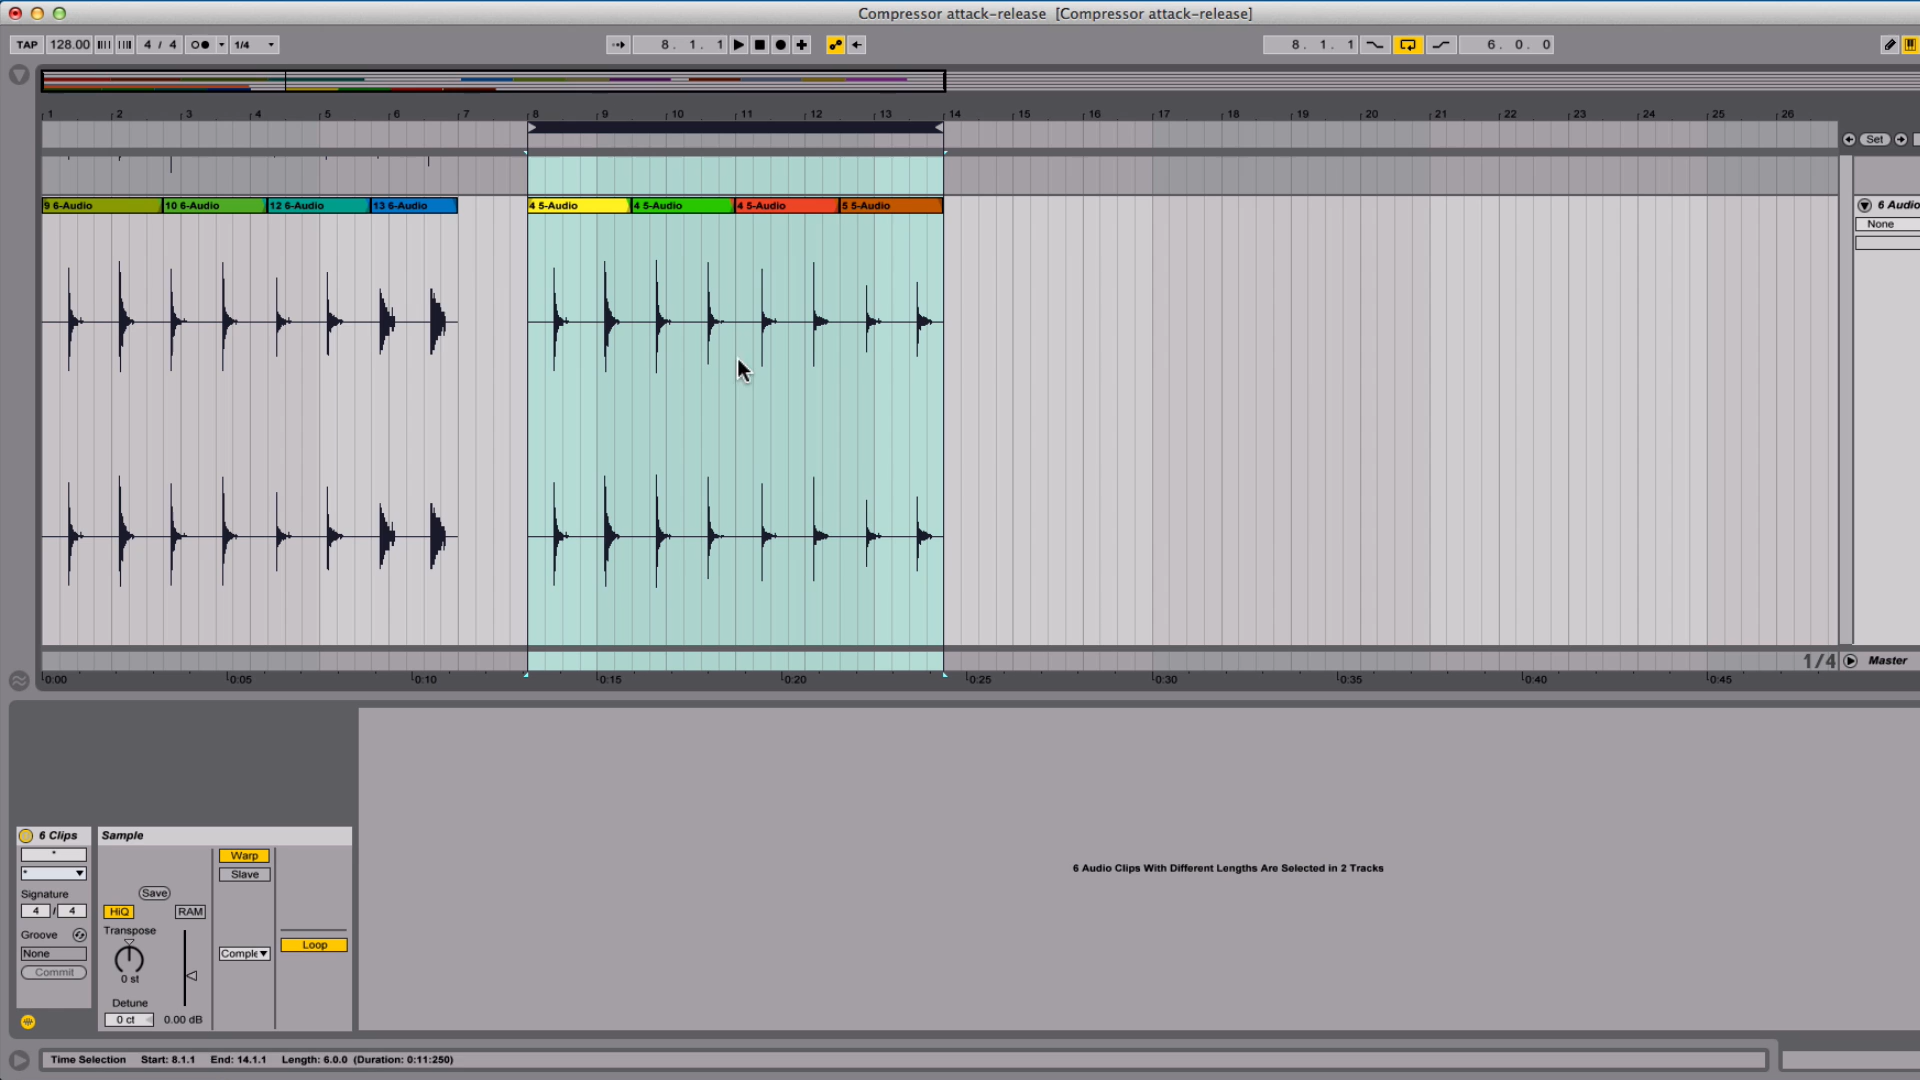 Compressor attack-release [Compressor attack-release]
TAP 128.00 4 / 4 1/4 8. 1. 1 8. 1. 1 6. 0. 0
1 2 3 4 5 6 7 8 9 10 11 12 13 14 15 16 17 18 19 20 21 22 23 24 25 26
Set
9 6-Audio 10 6-Audio 12 6-Audio 13 6-Audio 4 5-Audio 4 5-Audio 4 5-Audio 5 5-Audio
6 Audio
None
1/4 Master
0:00 0:05 0:10 0:15 0:20 0:25 0:30 0:35 0:40 0:45
6 Clips
*
*
Signature
4 / 4
Groove
None
Commit
Sample
Save
HiQ RAM
Transpose
0 st
Detune
0 ct 0.00 dB
Warp
Slave
Comple
Loop
6 Audio Clips With Different Lengths Are Selected in 2 Tracks
Time Selection Start: 8.1.1 End: 14.1.1 Length: 6.0.0 (Duration: 0:11:250)